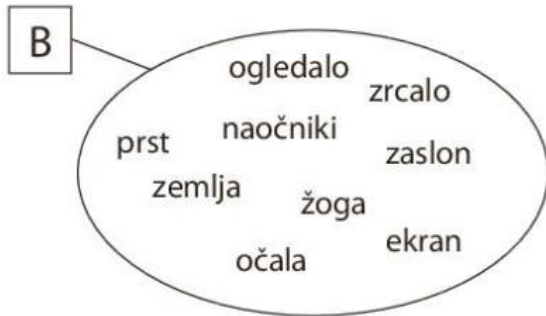 B
ogledalo
zrcalo
naočniki
prst
zaslon
zemlja
žoga
ekran
očala